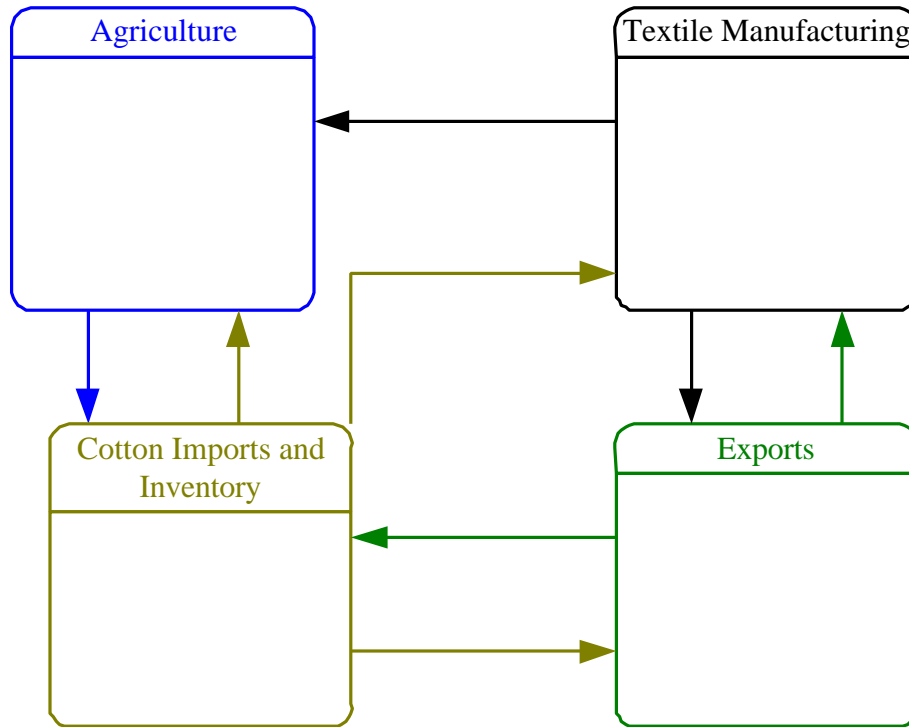 Agriculture
Textile Manufacturing
Cotton Imports and
Inventory
Exports